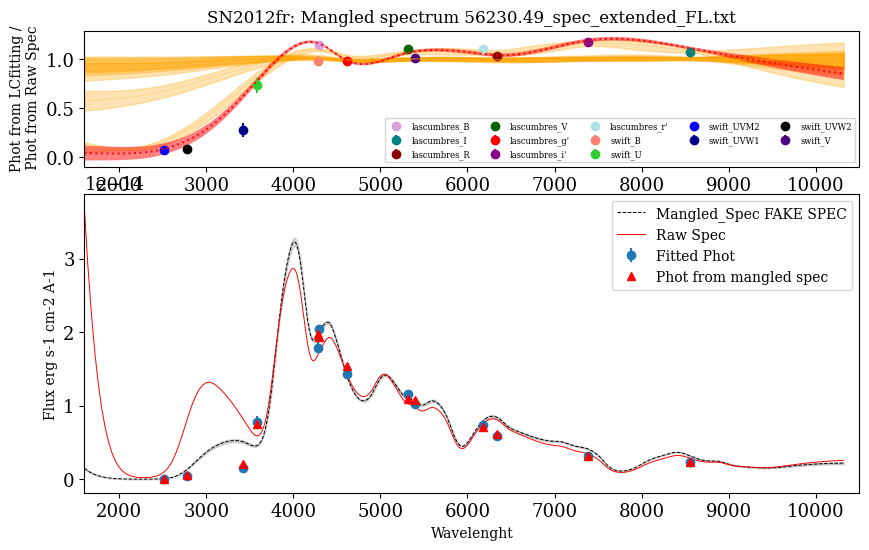 SN2012fr: Mangled spectrum 56230.49_spec_extended_FL.txt
Phot from LCfitting /
Phot from Raw Spec
1.0
0.5
0.0
lascumbres_B
lascumbres_I
lascumbres_R
lascumbres_V
lascumbres_g'
lascumbres_i'
lascumbres_r'
swift_B
swift_U
swift_UVM2
swift_UVW1
swift_UVW2
swift_V
2000 3000 4000 5000 6000 7000 8000 9000 10000
1e−14
Flux erg s-1 cm-2 A-1
3
2
1
0
Mangled_Spec FAKE SPEC
Raw Spec
Fitted Phot
Phot from mangled spec
2000 3000 4000 5000 6000 7000 8000 9000 10000
Wavelenght